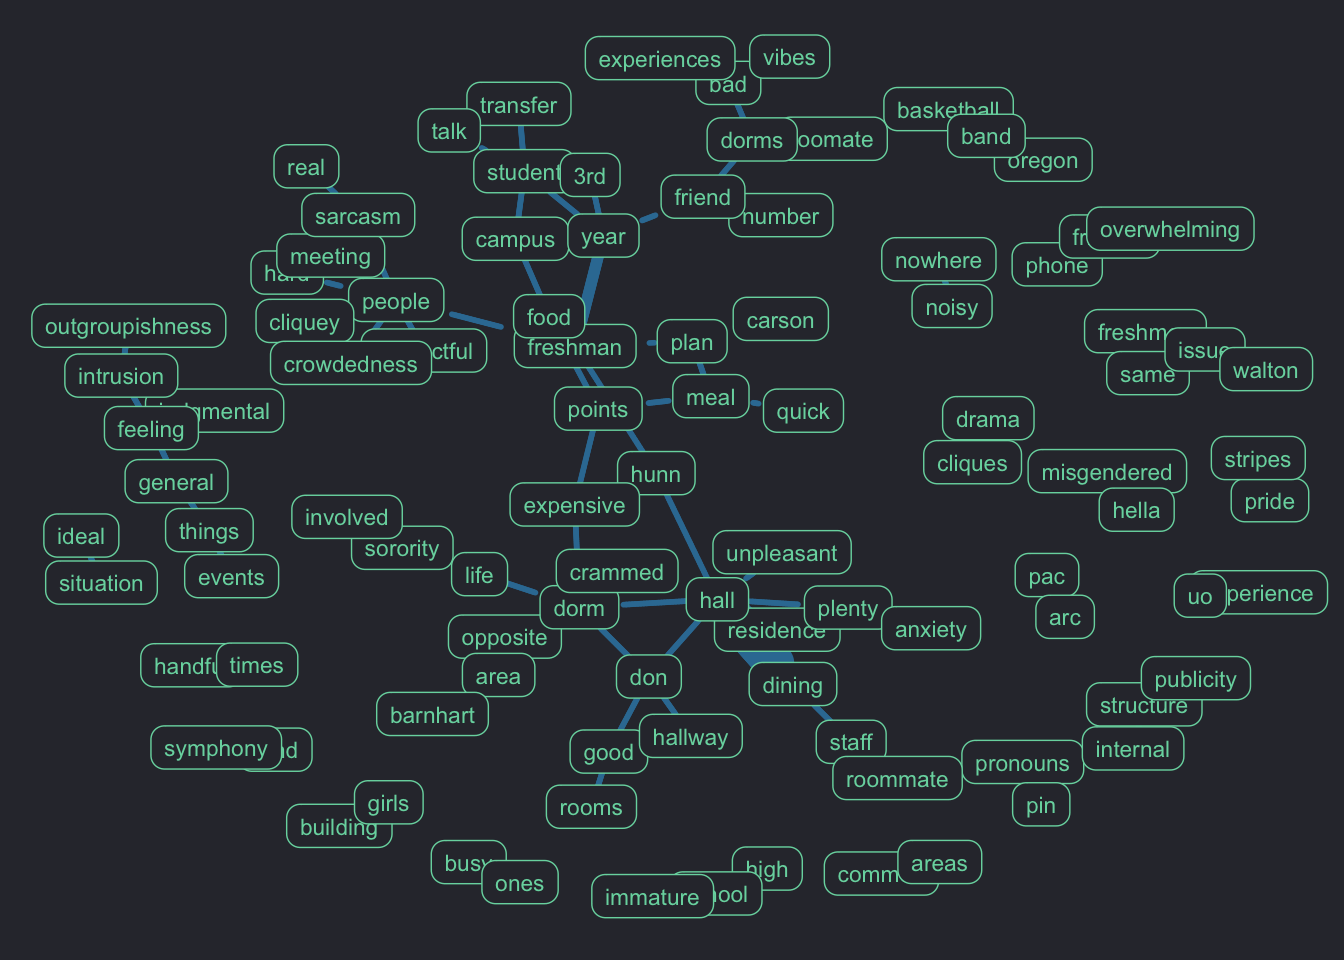 experiences
vibes
bad
transfer
talk
basketball
band
oregon
dorms
oomate
real
student
3rd
friend
number
sarcasm
campus
year
overwhelming
fr
phone
meeting
hard
nowhere
noisy
people
food
freshman
plan
carson
outgroupishness
cliquey
ctful
crowdedness
freshm
issue
same
walton
intrusion
gmental
feeling
points
meal
quick
drama
cliques
general
hunn
misgendered
hella
stripes
pride
expensive
involved
sorority
things
events
ideal
situation
life
crammed
unpleasant
dorm
hall
plenty
residence
anxiety
pac
arc
uo
perience
opposite
area
barnhart
don
dining
handfu
times
publicity
structure
internal
symphony
nd
good
hallway
staff
roommate
pronouns
pin
rooms
girls
building
busy
ones
high
ool
immature
comm
areas